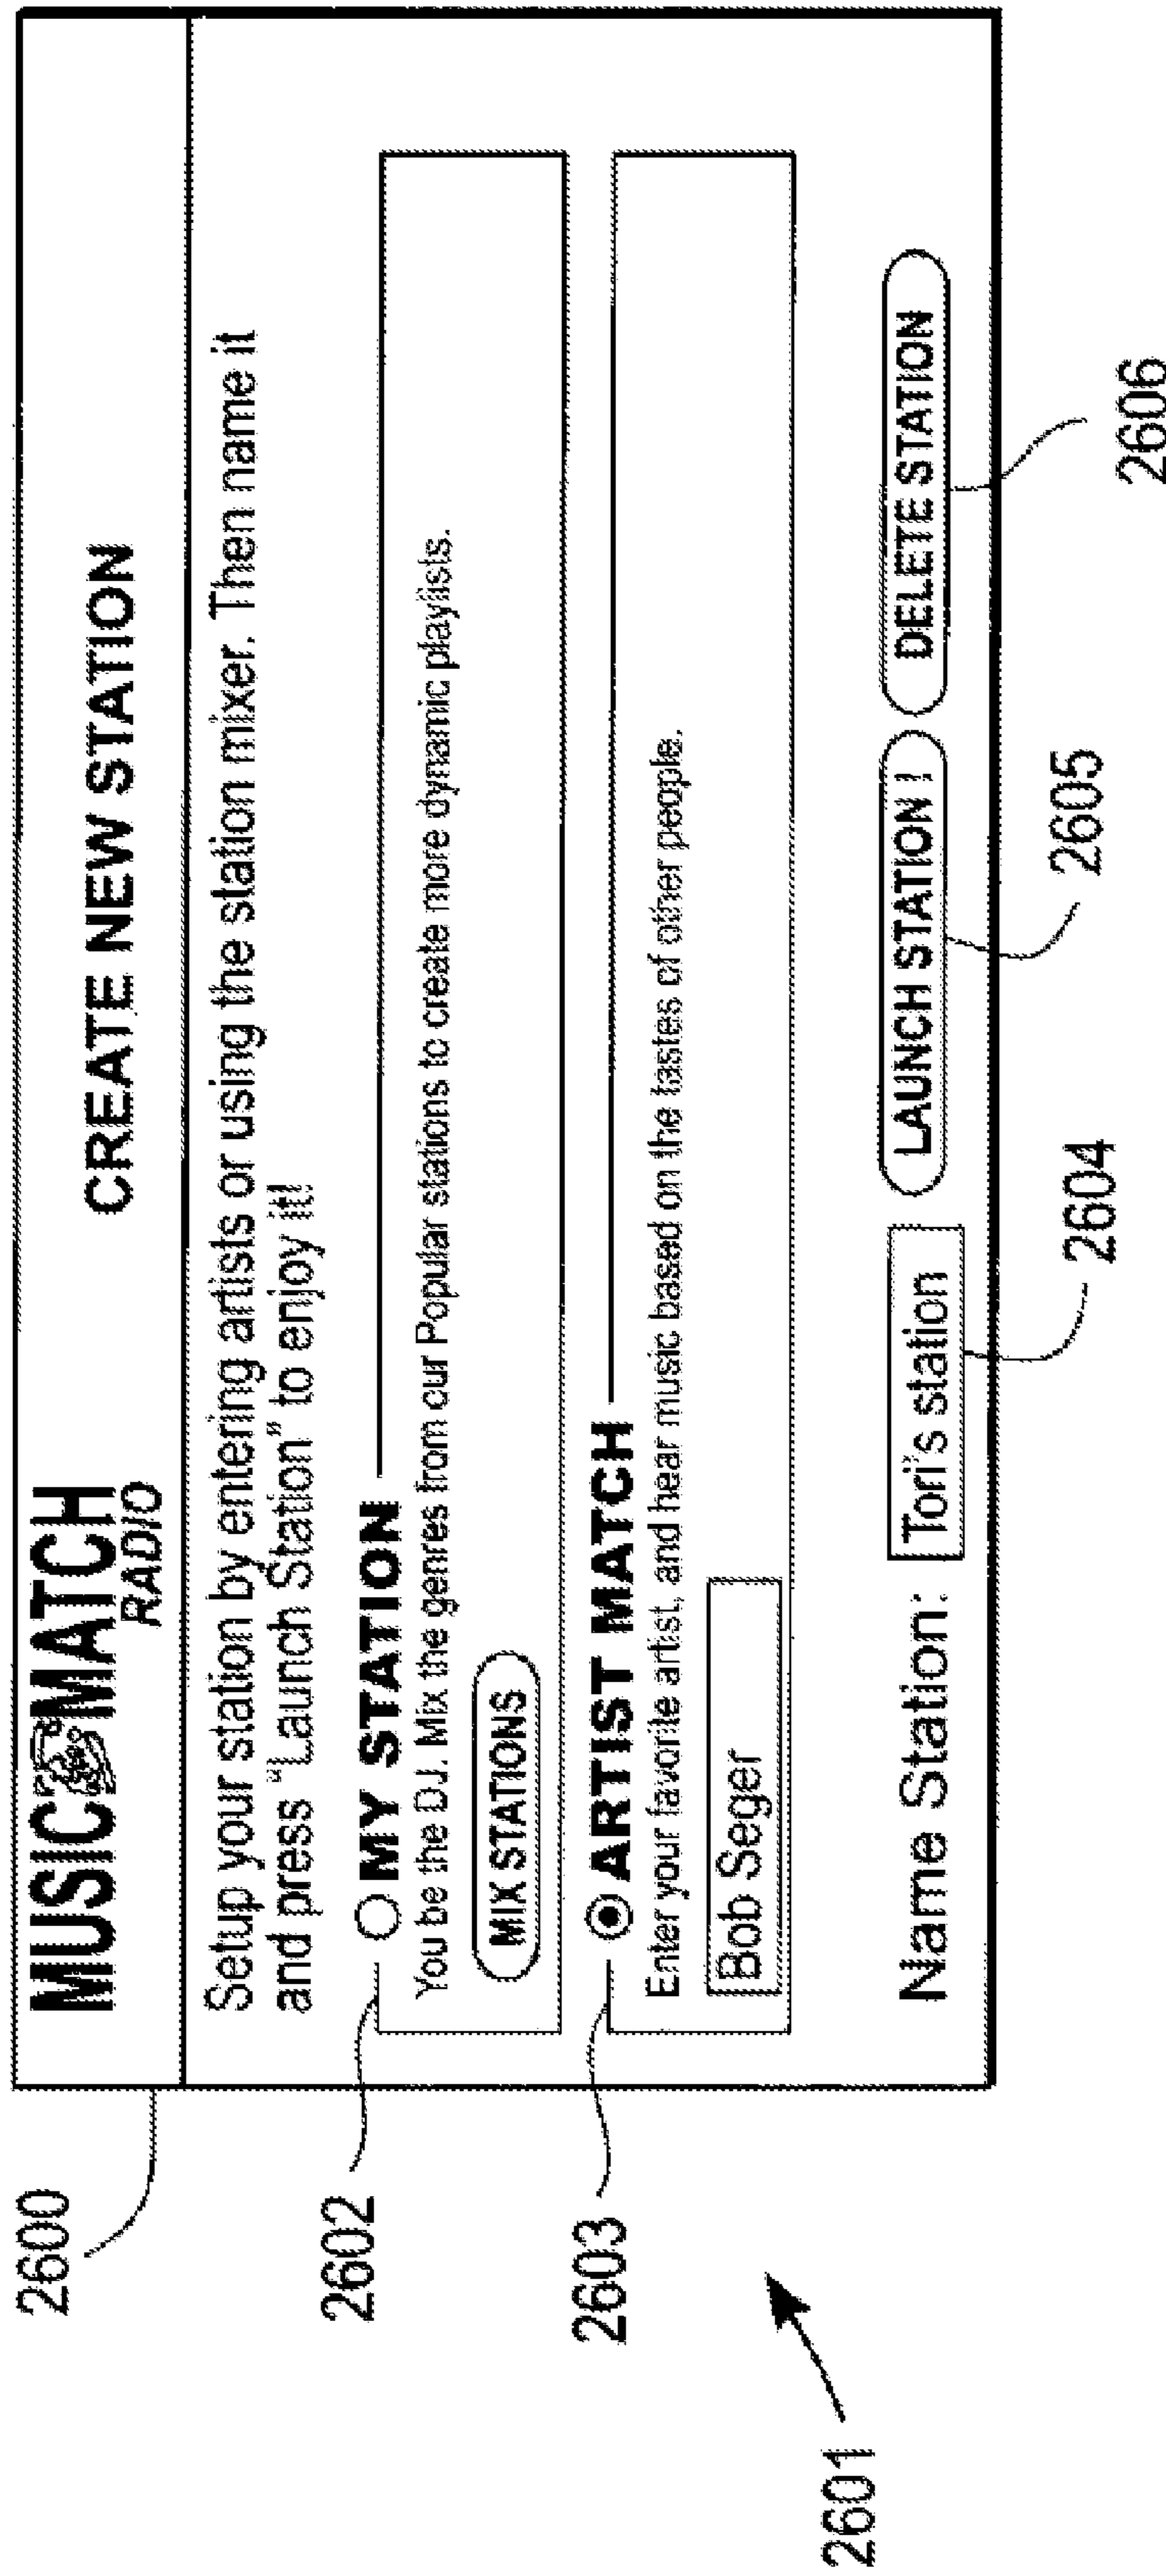 2600
MUSIC MATCH
RADIO
CREATE NEW STATION
Setup your station by entering artists or using the station mixer. Then name it
and press "Launch Station" to enjoy it!
2602
MY STATION
You be the DJ. Mix the genres from our Popular stations to create more dynamic playlists.
MIX STATIONS
2603
ARTIST MATCH
Enter your favorite artist, and hear music based on the tastes of other people.
Bob Seger
2601
Name Station: Tori's station
LAUNCH STATION !
DELETE STATION
2604
2605
2606